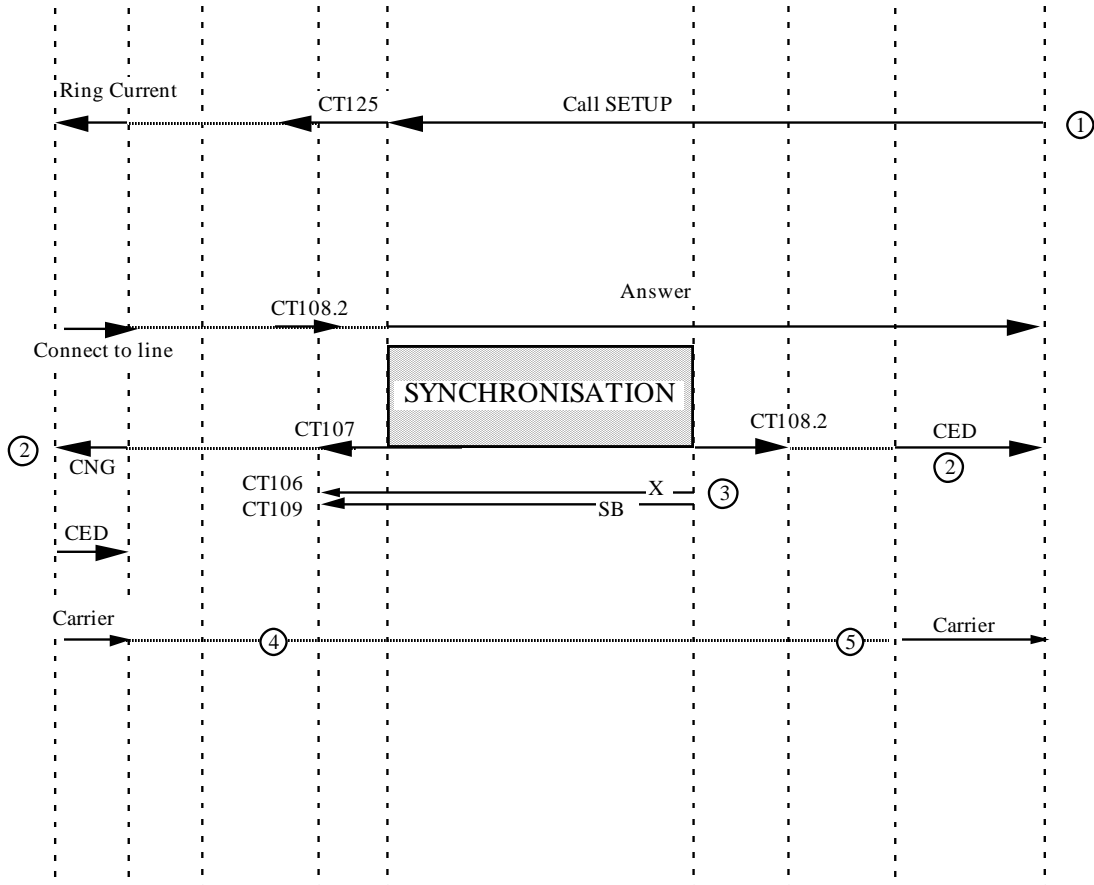 Ring Current
CT125
Call SETUP
1
CT108.2
Answer
Connect to line
SYNCHRONISATION
2
CNG
CT107
CT108.2
CED
2
CT106
X
3
CT109
SB
CED
Carrier
4
5
Carrier